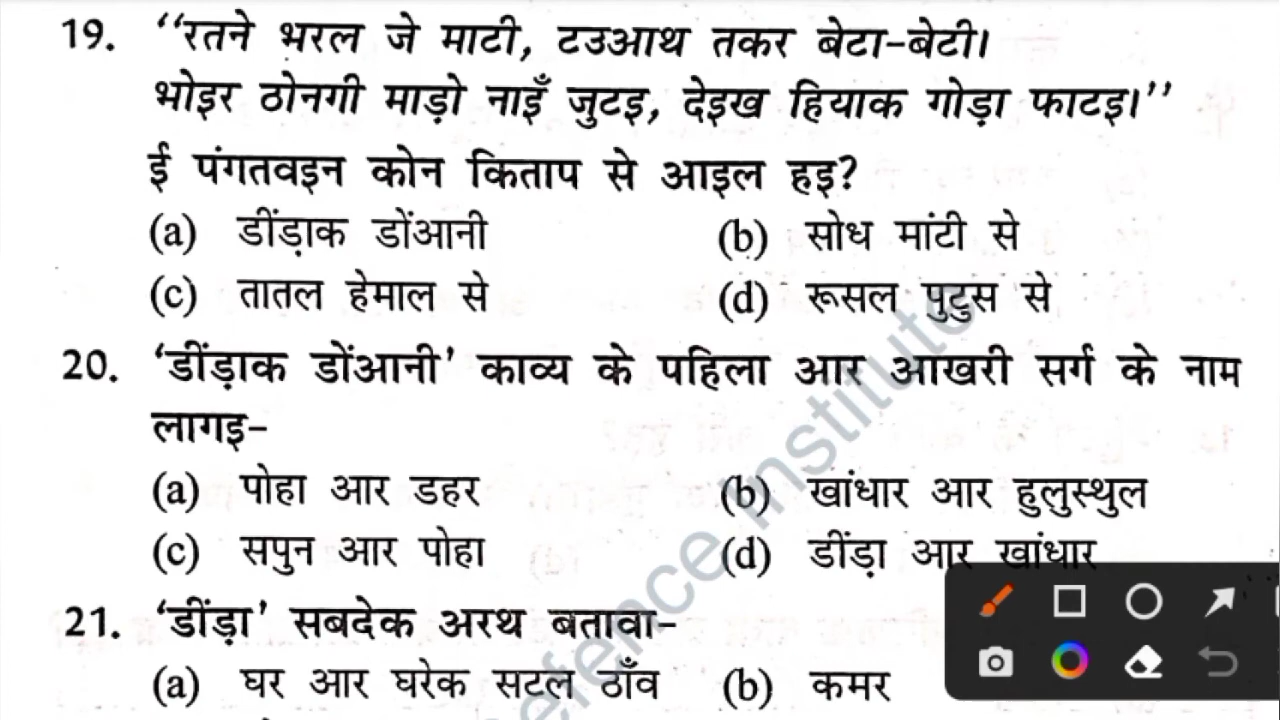 19. ‘‘रतने भरल जे माटी, टउआथ तकर बेटा-बेटी।
भोइर ठोनगी माड़ो नाइँ जुटइ, देइख हियाक गोड़ा फाटइ।’’
ई पंगतवइन कोन किताप से आइल हइ?
(a) डींड़ाक डोंआनी (b) सोध मांटी से
(c) तातल हेमाल से (d) रूसल पुटुस से
20. ‘डींड़ाक डोंआनी’ काव्य के पहिला आर आखरी सर्ग के नाम
लागइ-
(a) पोहा आर डहर (b) खांधार आर हुलुस्थुल
(c) सपुन आर पोहा (d) डींड़ा आर खांधार
21. ‘डींड़ा’ सबदेक अरथ बतावा-
(a) घर आर घरेक सटल ठाँव (b) कमर
efence Institute